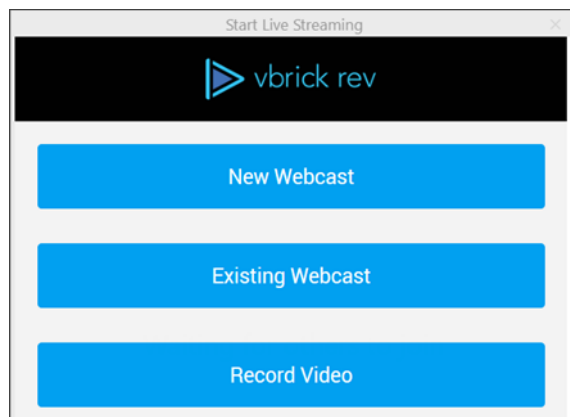 Start Live Streaming
vbrick rev
New Webcast
Existing Webcast
Record Video